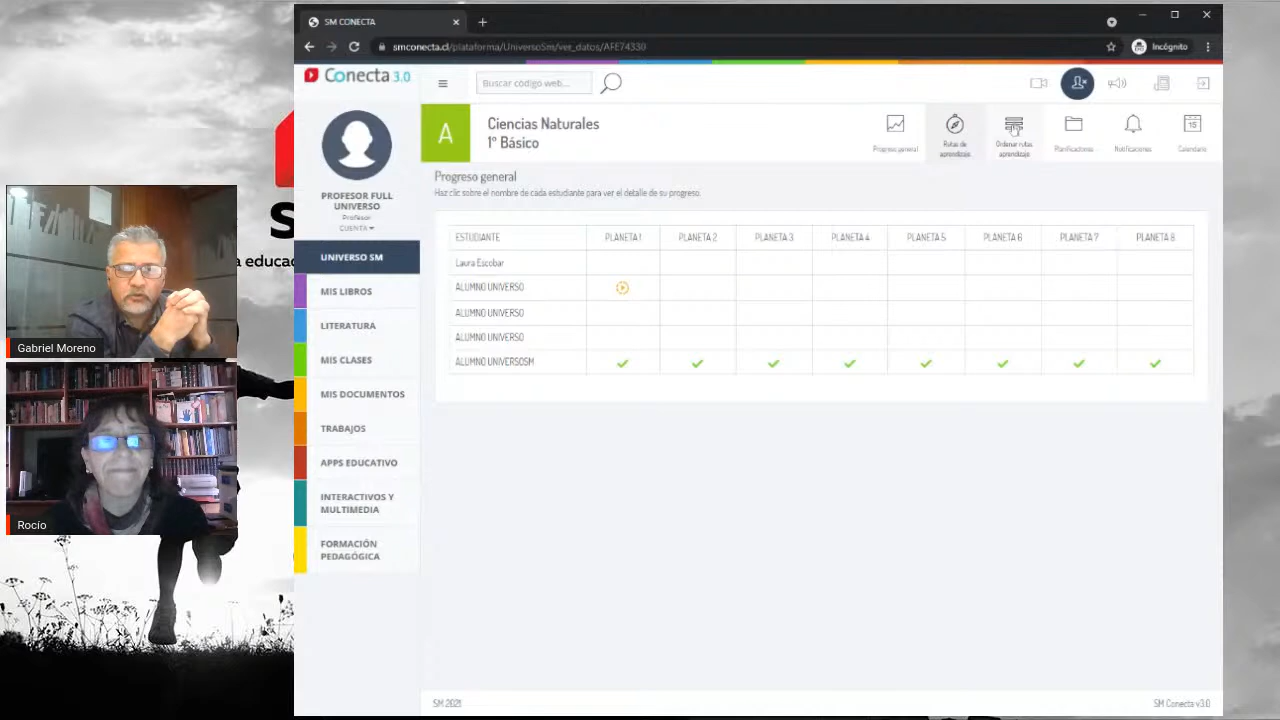 SM CONECTA
smconecta.cl/plataforma/UniversoSm/ver_datos/AFE74330
Incógnito
Conecta 3.0
Buscar código web...
A
Ciencias Naturales
1° Básico
Progreso general
Rutas de
aprendizaje
Ordenar rutas
aprendizaje
Planificaciones
Notificaciones
15
Calendario
PROFESOR FULL
UNIVERSO
Profesor
CUENTA
UNIVERSO SM
MIS LIBROS
LITERATURA
MIS CLASES
MIS DOCUMENTOS
TRABAJOS
APPS EDUCATIVO
INTERACTIVOS Y
MULTIMEDIA
FORMACIÓN
PEDAGÓGICA
Progreso general
Haz clic sobre el nombre de cada estudiante para ver el detalle de su progreso.
ESTUDIANTE PLANETA 1 PLANETA 2 PLANETA 3 PLANETA 4 PLANETA 5 PLANETA 6 PLANETA 7 PLANETA 8
Laura Escobar
ALUMNO UNIVERSO
ALUMNO UNIVERSO
ALUMNO UNIVERSO
ALUMNO UNIVERSOSM
SM 2021
SM Conecta v3.0
Gabriel Moreno
Rocío
S
a educac